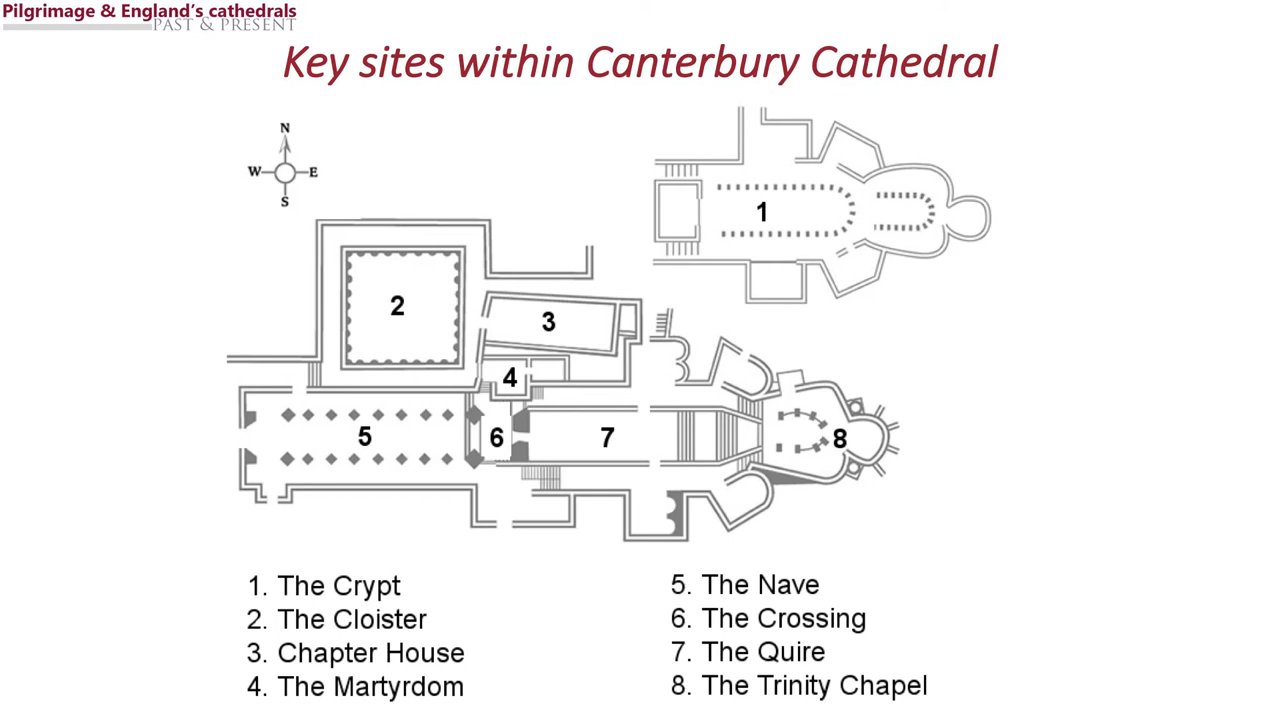 Pilgrimage & England's cathedrals
PAST & PRESENT
Key sites within Canterbury Cathedral
N
W E
S
1
2
3
4
5
6
7
8
1. The Crypt
2. The Cloister
3. Chapter House
4. The Martyrdom
5. The Nave
6. The Crossing
7. The Quire
8. The Trinity Chapel